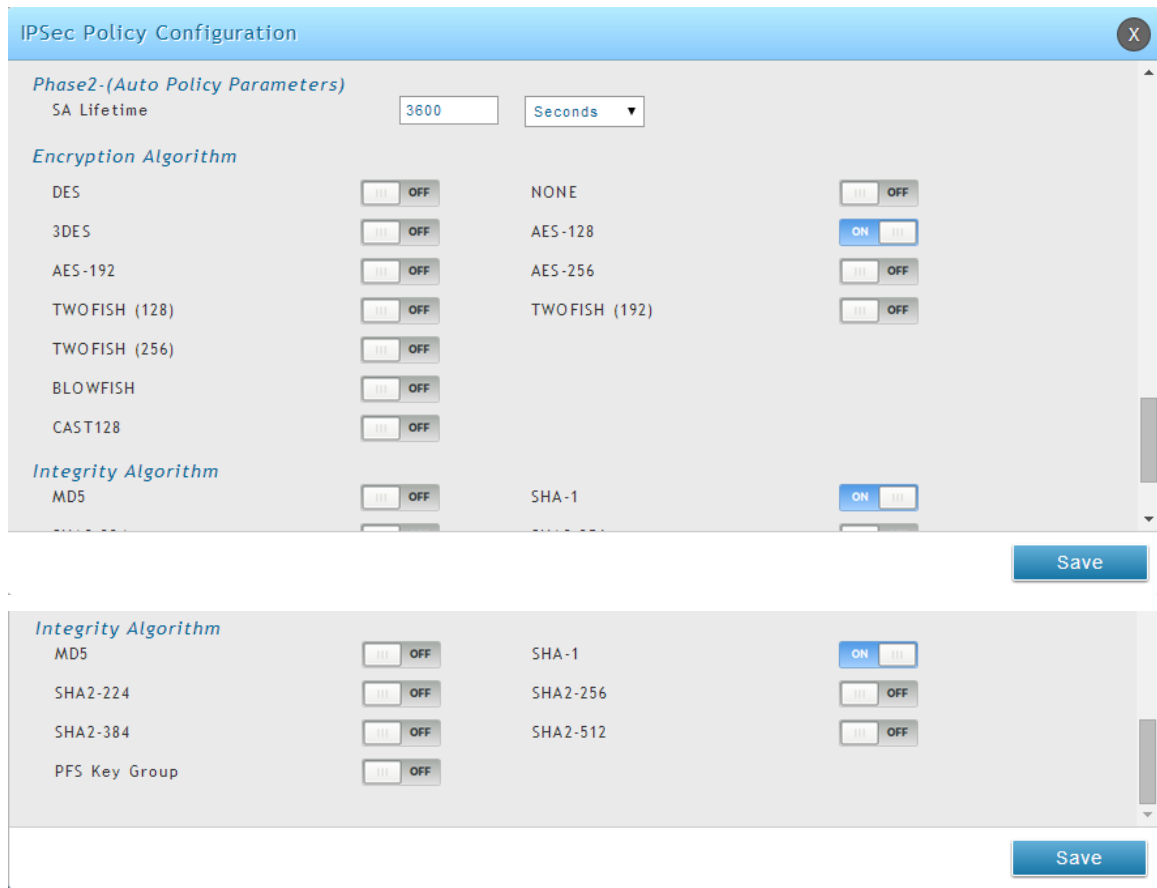 IPSec Policy Configuration
X
Phase2-(Auto Policy Parameters)
SA Lifetime 3600 Seconds
Encryption Algorithm
DES OFF NONE OFF
3DES OFF AES-128 ON
AES-192 OFF AES-256 OFF
TWOFISH (128) OFF TWOFISH (192) OFF
TWOFISH (256) OFF
BLOWFISH OFF
CAST128 OFF
Integrity Algorithm
MD5 OFF SHA-1 ON
Save
Integrity Algorithm
MD5 OFF SHA-1 ON
SHA2-224 OFF SHA2-256 OFF
SHA2-384 OFF SHA2-512 OFF
PFS Key Group OFF
Save